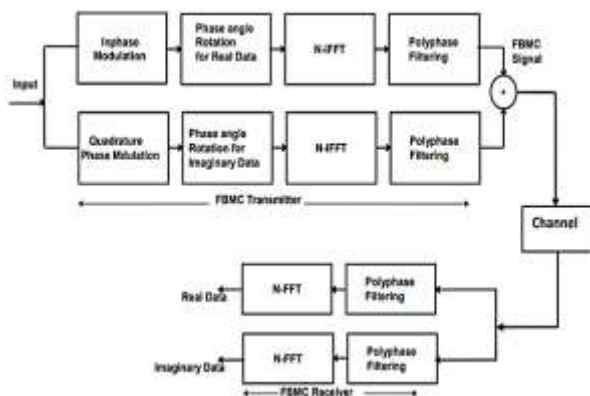 Inphase
Modulation
Phase angle
Rotation
for Real Data
N-IFFT
Polyphase
Filtering
FBMC
Signal
Input
+
Quadrature
Phase Mdulation
Phase angle
Rotation for
Imaginary Data
N-IFFT
Polyphase
Filtering
FBMC Transmitter
Channel
Real Data
N-FFT
Polyphase
Filtering
Imaginary Data
N-FFT
Polyphase
Filtering
FBMC Receiver